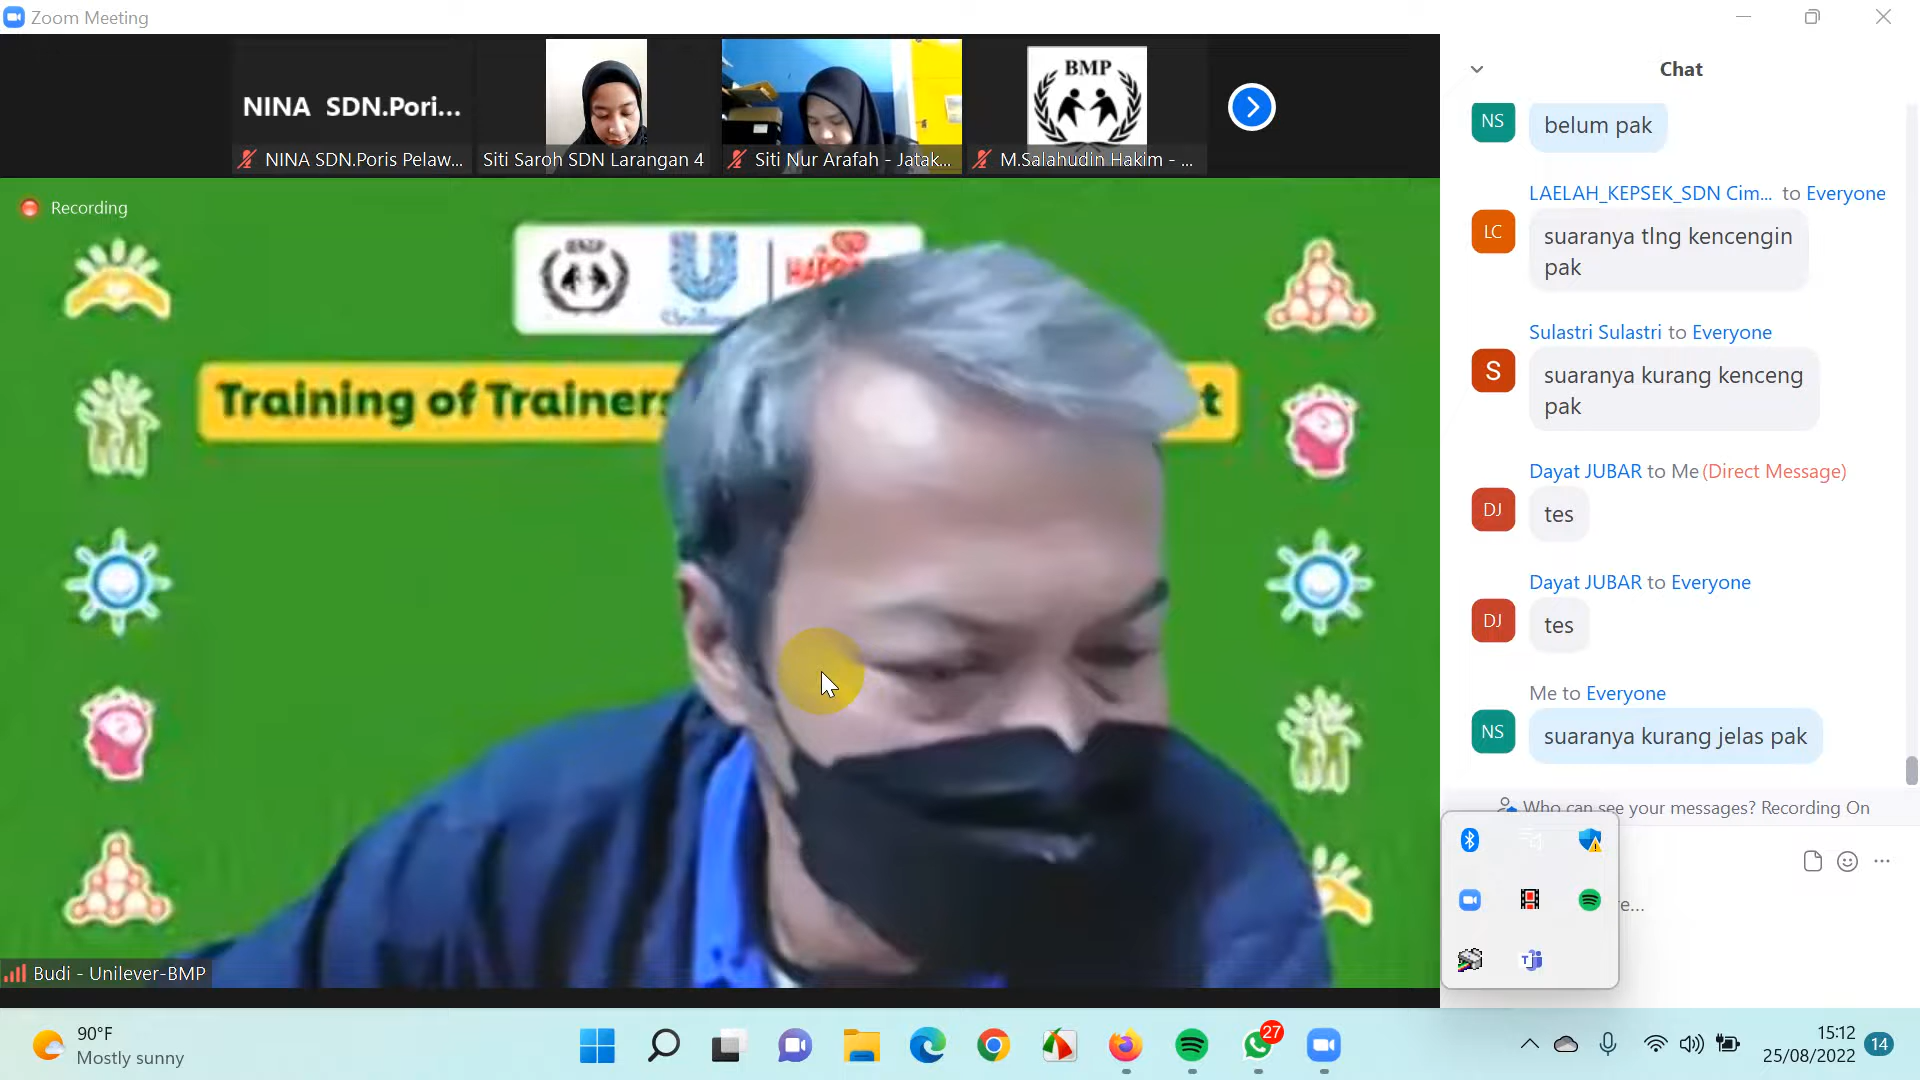 Zoom Meeting
NINA SDN.Pori...
NINA SDN.Poris Pelaw...
Siti Saroh SDN Larangan 4
Siti Nur Arafah - Jatak...
BMP
M.Salahudin Hakim - ...
Recording
BMP
Unilever
Training of Trainers
t
Budi - Unilever-BMP
Chat
NS
belum pak
LAELAH_KEPSEK_SDN Cim... to Everyone
LC
suaranya tlng kencengin
pak
Sulastri Sulastri to Everyone
S
suaranya kurang kenceng
pak
Dayat JUBAR to Me (Direct Message)
DJ
tes
Dayat JUBAR to Everyone
DJ
tes
Me to Everyone
NS
suaranya kurang jelas pak
Who can see your messages? Recording On
e...
90°F
Mostly sunny
27
15:12
25/08/2022
14